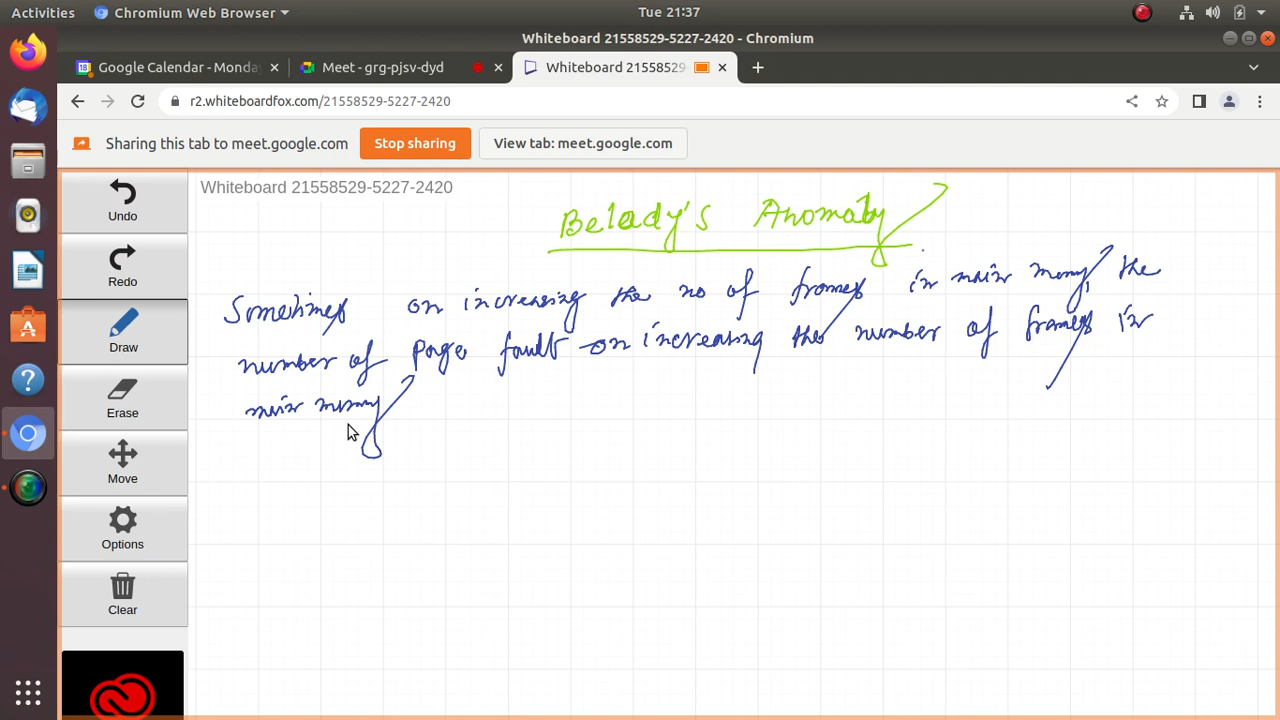 Activities
Chromium Web Browser
Tue 21:37
Whiteboard 21558529-5227-2420 - Chromium
Google Calendar - Monda
Meet - grg-pjsv-dyd
Whiteboard 21558529
r2.whiteboardfox.com/21558529-5227-2420
Sharing this tab to meet.google.com
Stop sharing
View tab: meet.google.com
Whiteboard 21558529-5227-2420
Undo
Redo
Draw
Erase
Move
Options
Clear
Belady's Anomaly
Sometimes on increasing the no of frames in main memory, the
number of page fault on increasing the number of frames in
main memory